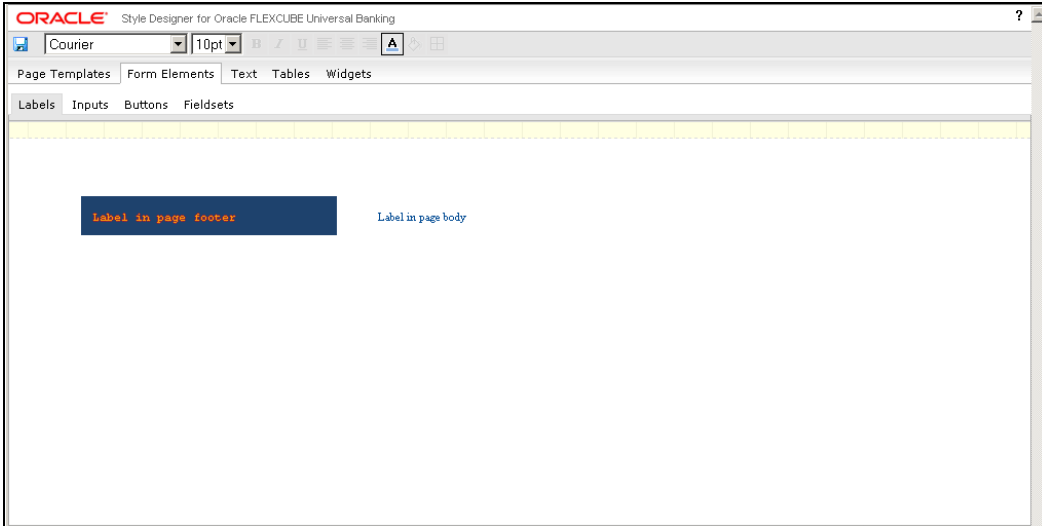 ORACLE® Style Designer for Oracle FLEXCUBE Universal Banking ?
Courier 10pt B I U A
Page Templates Form Elements Text Tables Widgets
Labels Inputs Buttons Fieldsets
Label in page footer Label in page body